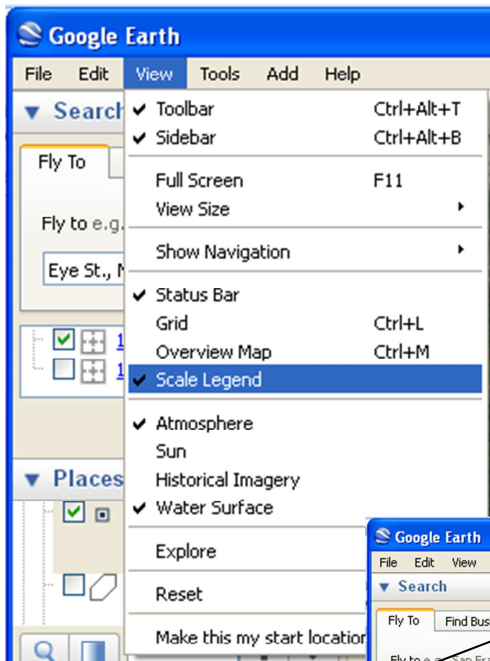 Google Earth
File Edit View Tools Add Help
Search
Toolbar Ctrl+Alt+T
Sidebar Ctrl+Alt+B
Fly To
Full Screen F11
View Size
Fly to e.g.
Show Navigation
Eye St.,
Status Bar
Grid Ctrl+L
Overview Map Ctrl+M
Scale Legend
Atmosphere
Sun
Historical Imagery
Water Surface
Places
Explore
Reset
Make this my start location
Google Earth
File Edit View
Search
Fly To Find Bus
Fly to